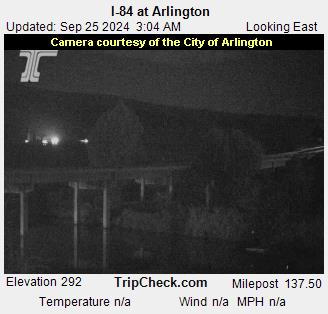 I-84 at Arlington
Updated: Sep 25 2024 3:04 AM Looking East
Camera courtesy of the City of Arlington
Elevation 292 TripCheck.com Milepost 137.50
Temperature n/a Wind n/a MPH n/a